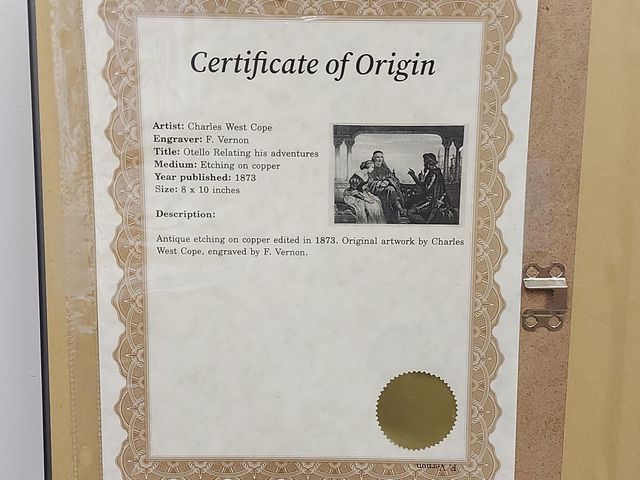 Certificate of Origin
Artist: Charles West Cope
Engraver: F. Vernon
Title: Otello Relating his adventures
Medium: Etching on copper
Year published: 1873
Size: 8 x 10 inches
Description:
Antique etching on copper edited in 1873. Original artwork by Charles
West Cope, engraved by F. Vernon.
F. Vernon